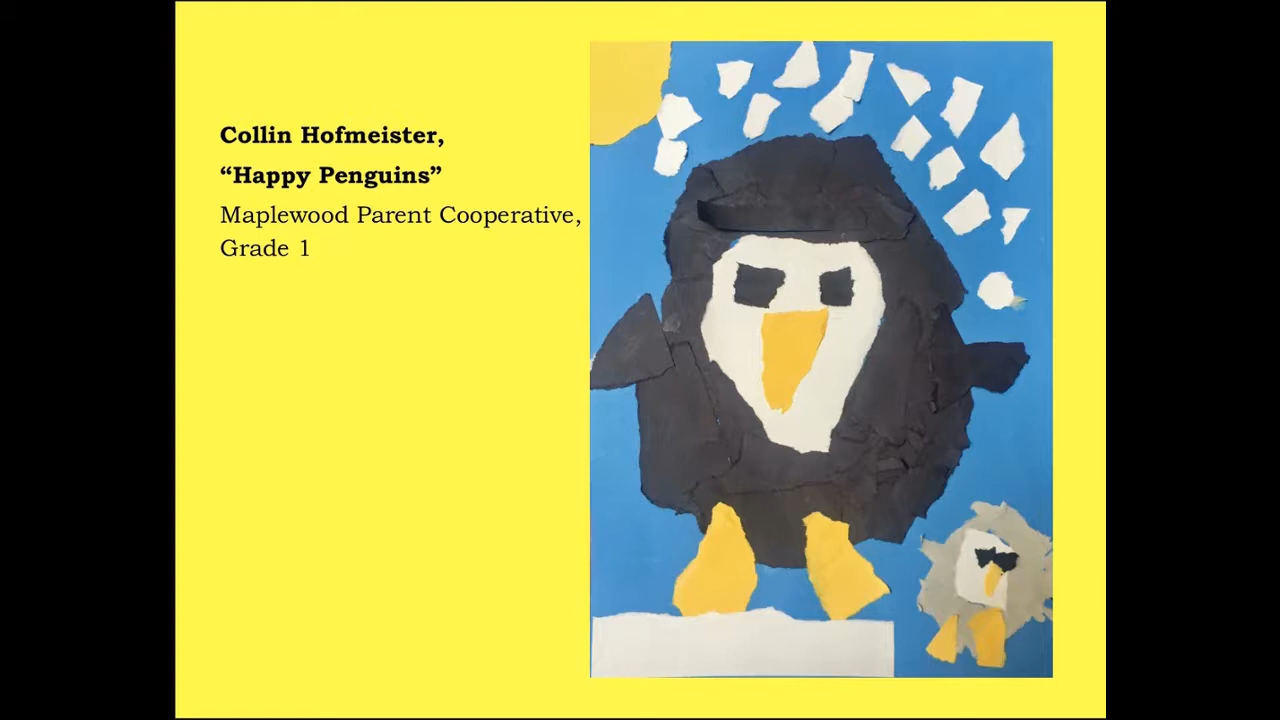 Collin Hofmeister,
“Happy Penguins”
Maplewood Parent Cooperative,
Grade 1